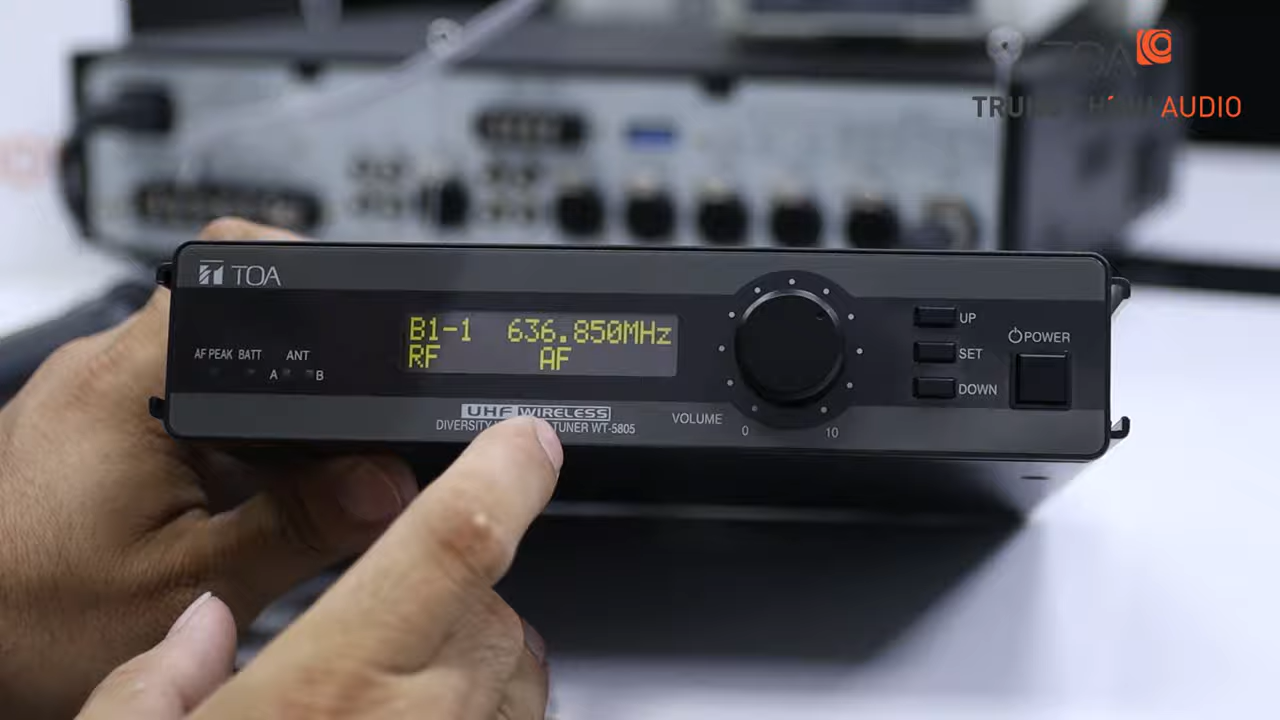 TOA
AUDIO
TOA
B1-1 636.850MHz
RF AF
AF PEAK BATT ANT
A B
UHF WIRELESS
DIVERSITY TUNER WT-5805
VOLUME
0 10
UP
SET
DOWN
POWER